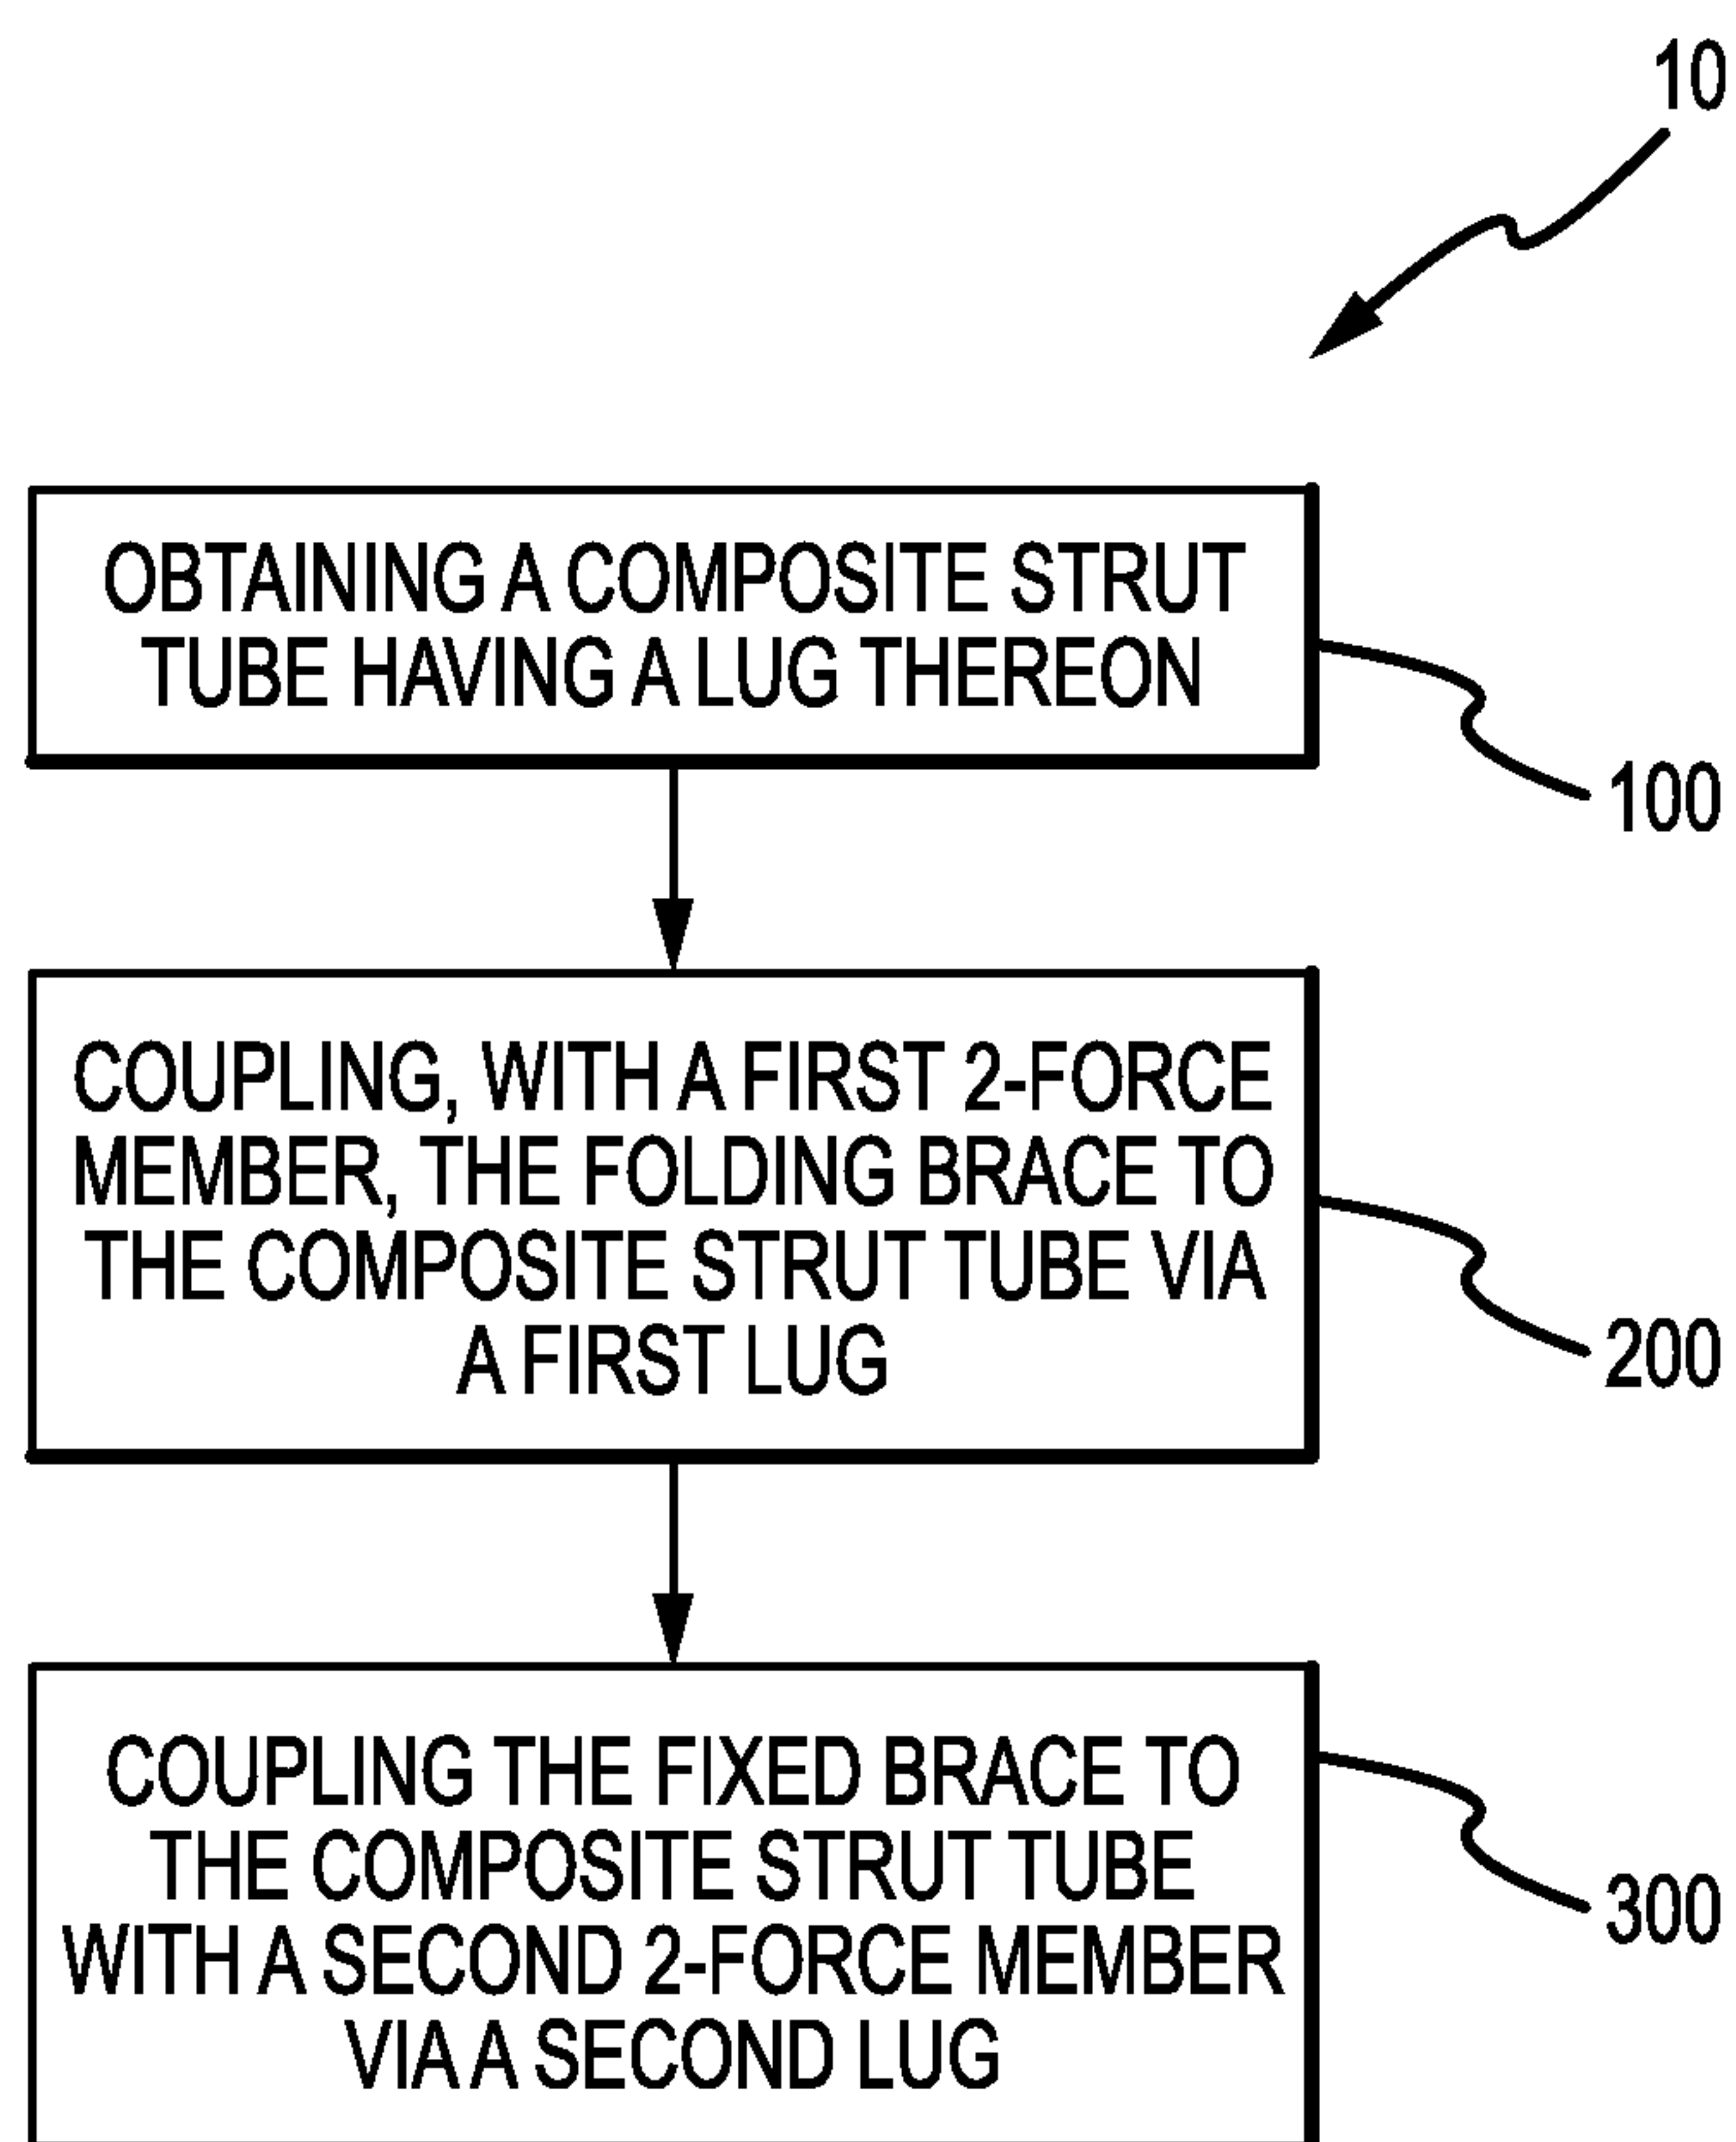 10
OBTAINING A COMPOSITE STRUT
TUBE HAVING A LUG THEREON
100
COUPLING, WITH A FIRST 2-FORCE
MEMBER, THE FOLDING BRACE TO
THE COMPOSITE STRUT TUBE VIA
A FIRST LUG
200
COUPLING THE FIXED BRACE TO
THE COMPOSITE STRUT TUBE
WITH A SECOND 2-FORCE MEMBER
VIA A SECOND LUG
300